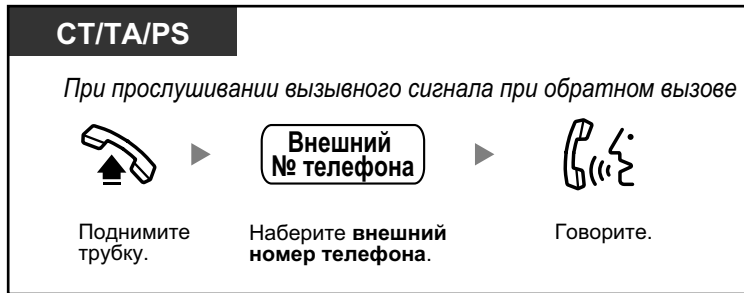 CT/TA/PS
При прослушивании вызывного сигнала при обратном вызове
Внешний
№ телефона
Поднимите
трубку.
Наберите внешний
номер телефона.
Говорите.